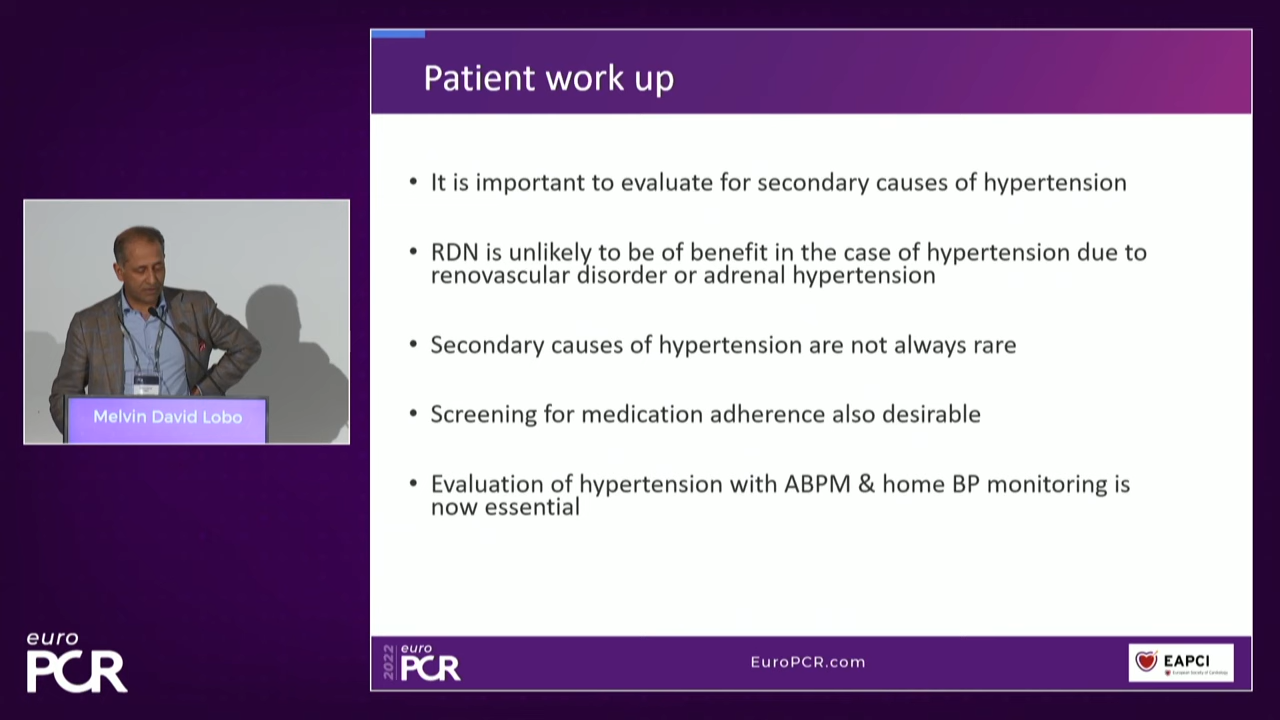 Patient work up
• It is important to evaluate for secondary causes of hypertension
• RDN is unlikely to be of benefit in the case of hypertension due to
renovascular disorder or adrenal hypertension
• Secondary causes of hypertension are not always rare
• Screening for medication adherence also desirable
• Evaluation of hypertension with ABPM & home BP monitoring is
now essential
Melvin David Lobo
euro
PCR
2022
euro
PCR
EuroPCR.com
EAPCI